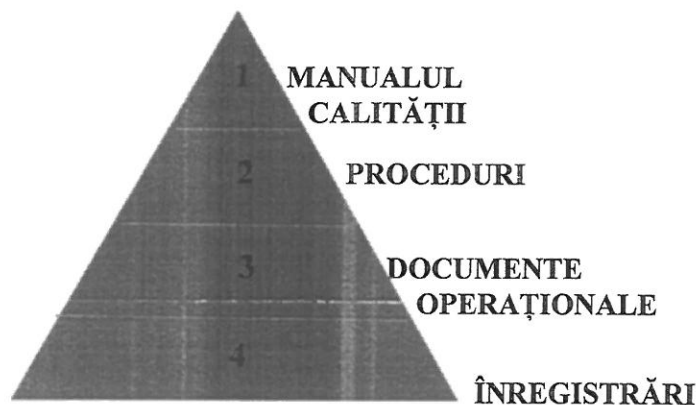 1
MANUALUL
CALITĂȚII
2
PROCEDURI
3
DOCUMENTE
OPERAȚIONALE
4
ÎNREGISTRĂRI